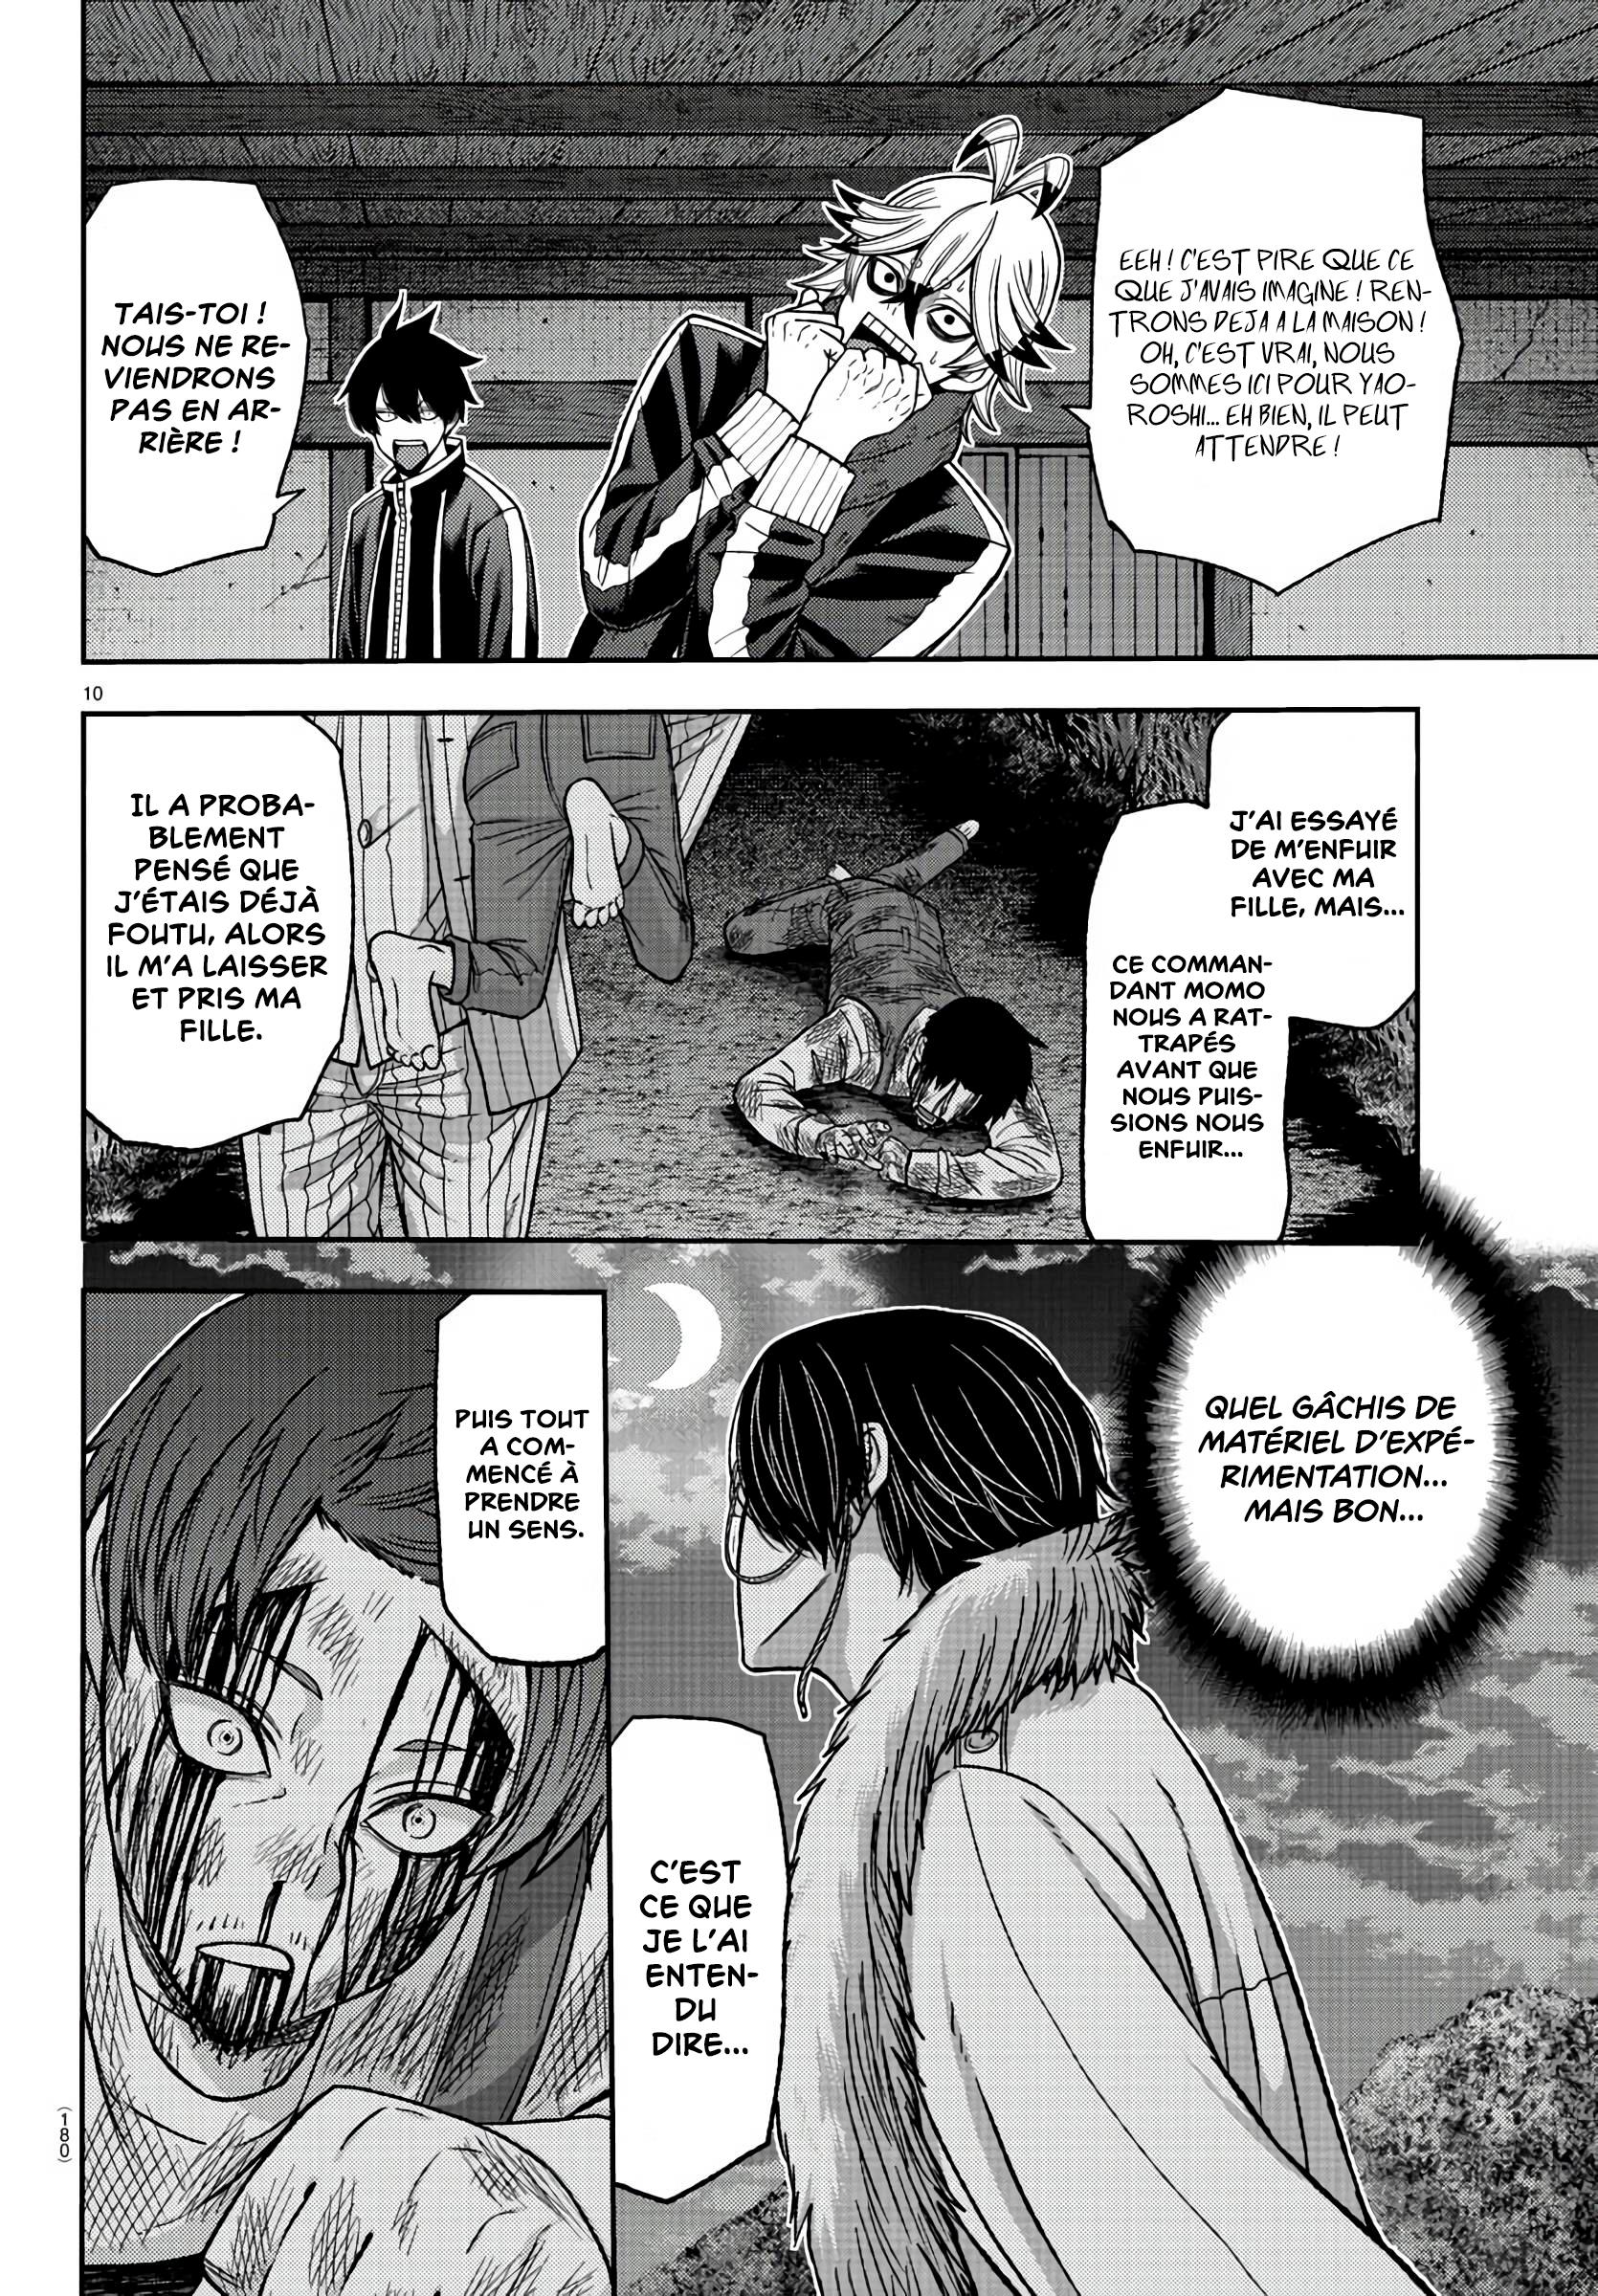 EEH ! C'EST PIRE QUE CE
QUE J'AVAIS IMAGINE ! REN-
TRONS DEJA A LA MAISON !
OH, C'EST VRAI, NOUS
SOMMES ICI POUR YAO-
ROSHI... EH BIEN, IL PEUT
ATTENDRE !
TAIS-TOI !
NOUS NE RE-
VIENDRONS
PAS EN AR-
RIÈRE !
10
J'AI ESSAYÉ
DE M'ENFUIR
AVEC MA
FILLE, MAIS...
CE COMMAN-
DANT MOMO
NOUS A RAT-
TRAPÉS
AVANT QUE
NOUS PUIS-
SIONS NOUS
ENFUIR...
IL A PROBA-
BLEMENT
PENSÉ QUE
J'ÉTAIS DÉJÀ
FOUTU, ALORS
IL M'A LAISSER
ET PRIS MA
FILLE.
QUEL GÂCHIS DE
MATÉRIEL D'EXPÉ-
RIMENTATION...
MAIS BON...
C'EST
CE QUE
JE L'AI
ENTEN-
DU
DIRE...
PUIS TOUT
A COM-
MENCÉ À
PRENDRE
UN SENS.
(180)